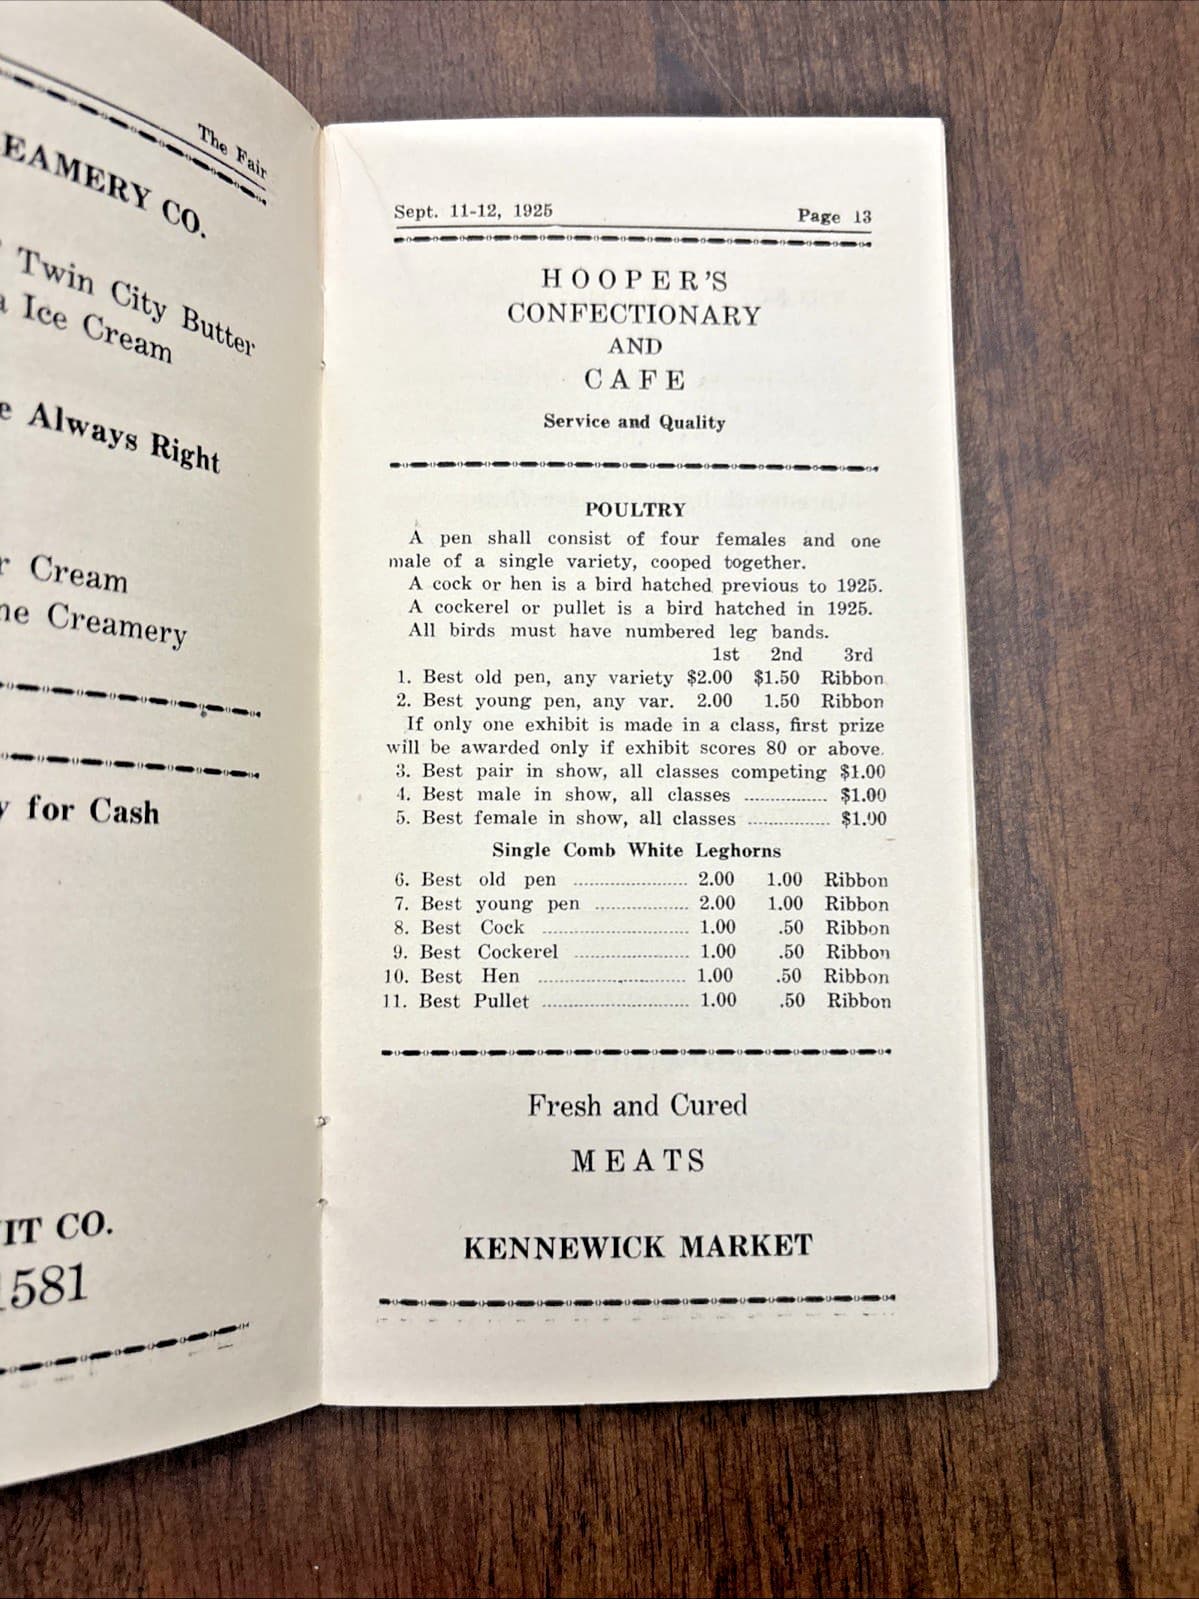 The Fair
EAMERY CO.
Twin City Butter
Ice Cream
Always Right
Cream
Creamery
for Cash
IT CO.
1581
Sept. 11-12, 1925 Page 13
HOOPER'S
CONFECTIONARY
AND
CAFE
Service and Quality
POULTRY
A pen shall consist of four females and one
male of a single variety, cooped together.
A cock or hen is a bird hatched previous to 1925.
A cockerel or pullet is a bird hatched in 1925.
All birds must have numbered leg bands.
1st 2nd 3rd
1. Best old pen, any variety $2.00 $1.50 Ribbon
2. Best young pen, any var. 2.00 1.50 Ribbon
If only one exhibit is made in a class, first prize
will be awarded only if exhibit scores 80 or above.
3. Best pair in show, all classes competing $1.00
4. Best male in show, all classes ................ $1.00
5. Best female in show, all classes ................ $1.00
Single Comb White Leghorns
6. Best old pen ...................... 2.00 1.00 Ribbon
7. Best young pen .................. 2.00 1.00 Ribbon
8. Best Cock ............................ 1.00 .50 Ribbon
9. Best Cockerel ...................... 1.00 .50 Ribbon
10. Best Hen ............................ 1.00 .50 Ribbon
11. Best Pullet ............................ 1.00 .50 Ribbon
Fresh and Cured
MEATS
KENNEWICK MARKET